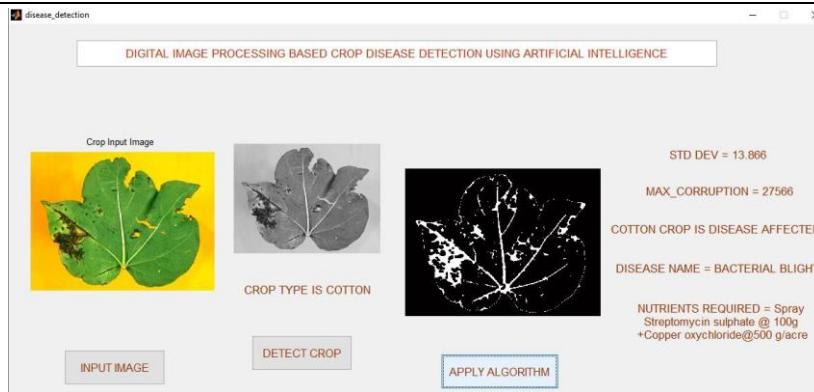 disease_detection
DIGITAL IMAGE PROCESSING BASED CROP DISEASE DETECTION USING ARTIFICIAL INTELLIGENCE
Crop Input Image
CROP TYPE IS COTTON
INPUT IMAGE
DETECT CROP
APPLY ALGORITHM
STD DEV = 13.866
MAX_CORRUPTION = 27566
COTTON CROP IS DISEASE AFFECTE
DISEASE NAME = BACTERIAL BLIGHT
NUTRIENTS REQUIRED = Spray
Streptomycin sulphate @ 100g
+Copper oxychloride@500 g/acre